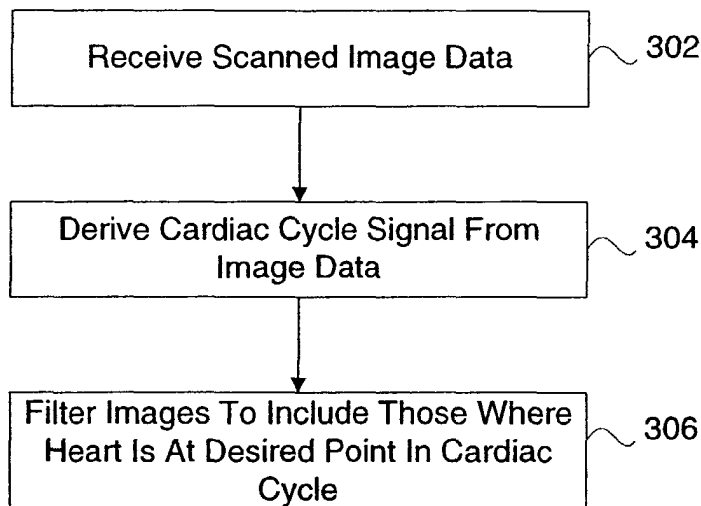 Receive Scanned Image Data
302
Derive Cardiac Cycle Signal From
Image Data
304
Filter Images To Include Those Where
Heart Is At Desired Point In Cardiac
Cycle
306